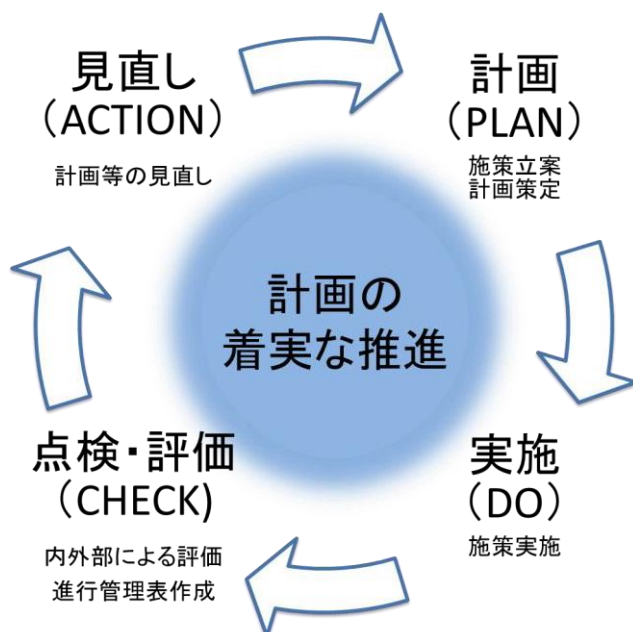 見直し
（ACTION）
計画等の見直し
計画
(PLAN)
施策立案
計画策定
計画の
着実な推進
点検・評価
（CHECK)
内外部による評価
進行管理表作成
実施
（DO）
施策実施